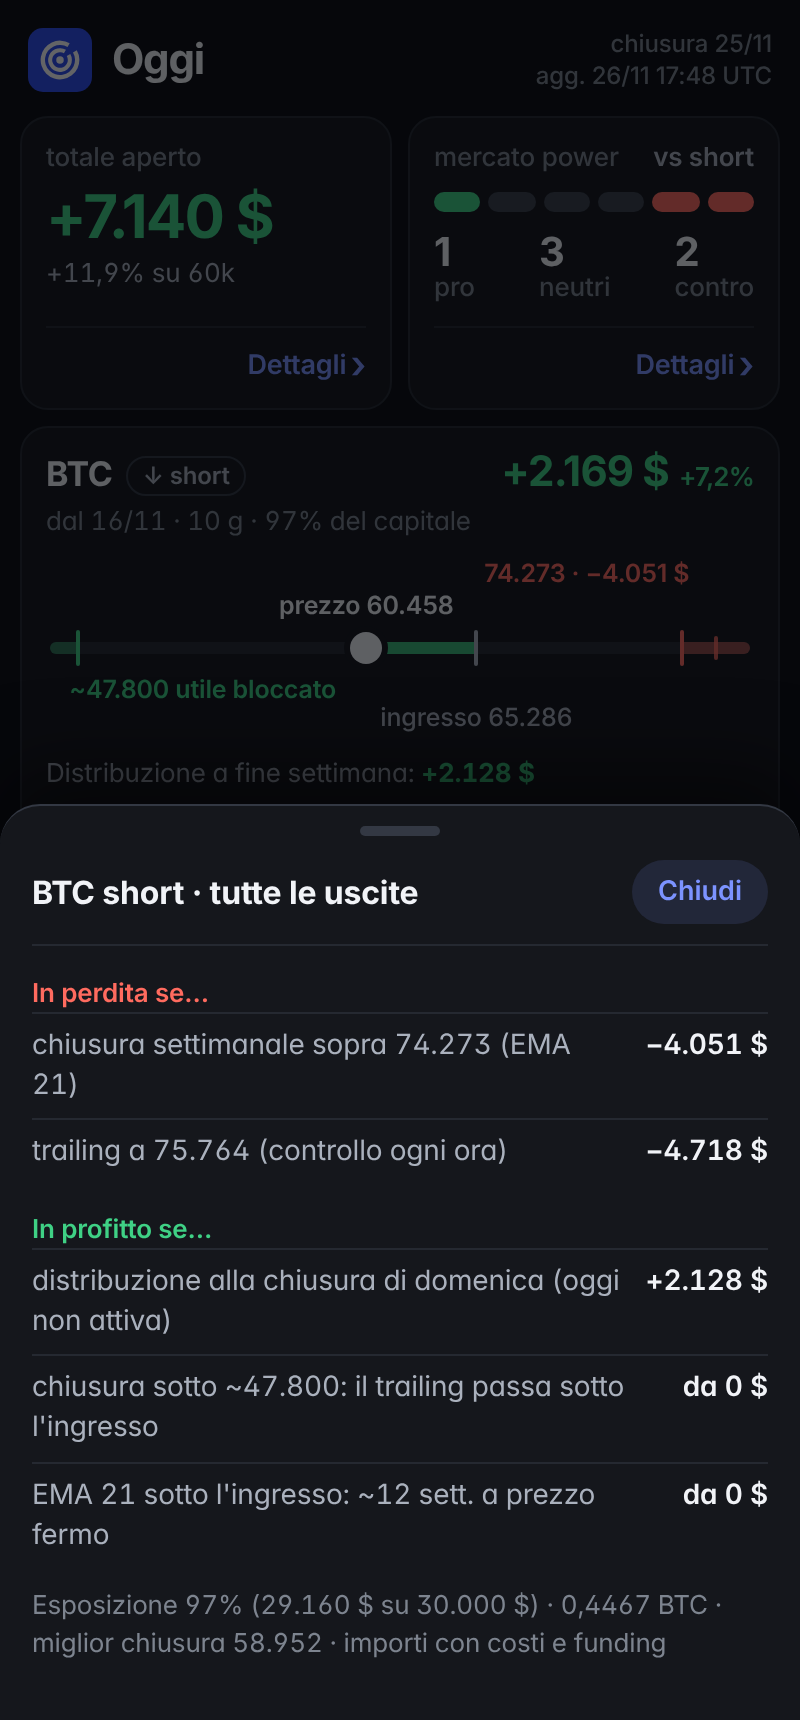 Oggi
chiusura 25/11
agg. 26/11 17:48 UTC
totale aperto
+7.140 $
+11,9% su 60k
Dettagli ›
mercato power vs short
1 3 2
pro neutri contro
Dettagli ›
BTC ↓ short +2.169 $ +7,2%
dal 16/11 · 10 g · 97% del capitale
74.273 · −4.051 $
prezzo 60.458
~47.800 utile bloccato
ingresso 65.286
Distribuzione a fine settimana: +2.128 $
BTC short · tutte le uscite
Chiudi
In perdita se...
chiusura settimanale sopra 74.273 (EMA −4.051 $
21)
trailing a 75.764 (controllo ogni ora) −4.718 $
In profitto se...
distribuzione alla chiusura di domenica (oggi +2.128 $
non attiva)
chiusura sotto ~47.800: il trailing passa sotto da 0 $
l'ingresso
EMA 21 sotto l'ingresso: ~12 sett. a prezzo da 0 $
fermo
Esposizione 97% (29.160 $ su 30.000 $) · 0,4467 BTC ·
miglior chiusura 58.952 · importi con costi e funding